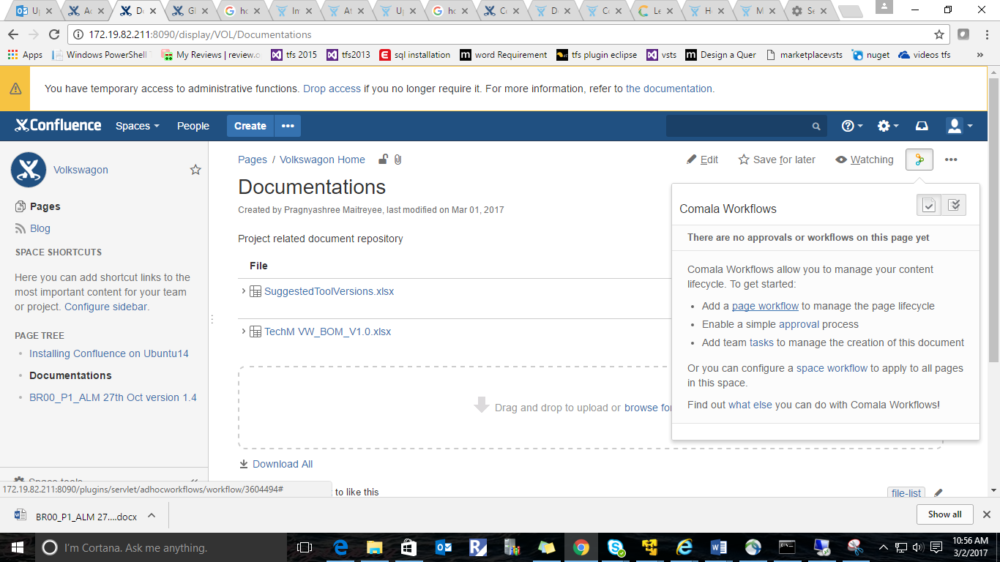 Up
Ac
Do
Gl
ho
In
At
Up
ho
Co
D
Co
Le
H
M
Se
172.19.82.211:8090/display/VOL/Documentations
Apps
Windows PowerShell
My Reviews | review.o
tfs 2015
tfs2013
sql installation
word Requirement
tfs plugin eclipse
vsts
Design a Quer
marketplacevsts
nuget
videos tfs
»
You have temporary access to administrative functions. Drop access if you no longer require it. For more information, refer to the documentation.
Confluence
Spaces
People
Create
•••
Volkswagon
Pages
Blog
SPACE SHORTCUTS
Here you can add shortcut links to the
most important content for your team
or project. Configure sidebar.
PAGE TREE
Installing Confluence on Ubuntu14
Documentations
BR00_P1_ALM 27th Oct version 1.4
Space tools
Pages / Volkswagon Home
Edit
Save for later
Watching
•••
Documentations
Created by Pragnyashree Maitreyee, last modified on Mar 01, 2017
Project related document repository
File
SuggestedToolVersions.xlsx
TechM VW_BOM_V1.0.xlsx
Drag and drop to upload or browse for
Download All
to like this
file-list
Comala Workflows
There are no approvals or workflows on this page yet
Comala Workflows allow you to manage your content
lifecycle. To get started:
• Add a page workflow to manage the page lifecycle
• Enable a simple approval process
• Add team tasks to manage the creation of this document
Or you can configure a space workflow to apply to all pages
in this space.
Find out what else you can do with Comala Workflows!
172.19.82.211:8090/plugins/servlet/adhocworkflows/workflow/3604494#
BR00_P1_ALM 27....docx
Show all
I'm Cortana. Ask me anything.
10:56 AM
3/2/2017